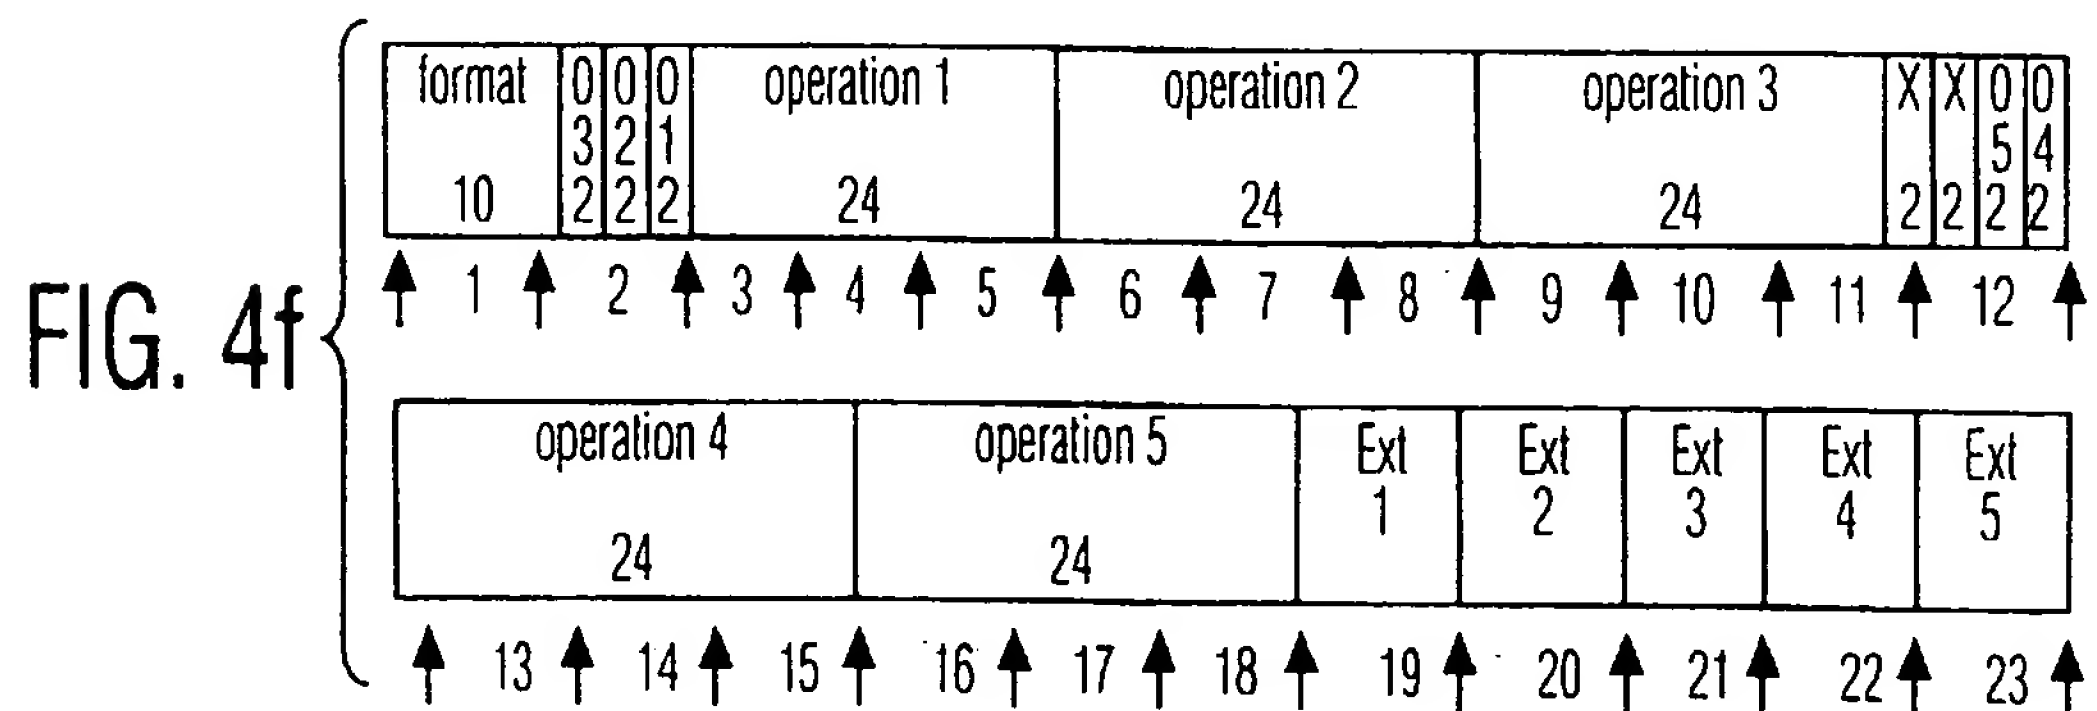 FIG. 4f
format 0 0 0 operation 1 operation 2 operation 3 X X 0 0
3 2 1 5 4
10 2 2 2 24 24 24 2 2 2 2
1 2 3 4 5 6 7 8 9 10 11 12
operation 4 operation 5 Ext Ext Ext Ext Ext
1 2 3 4 5
24 24
13 14 15 16 17 18 19 20 21 22 23